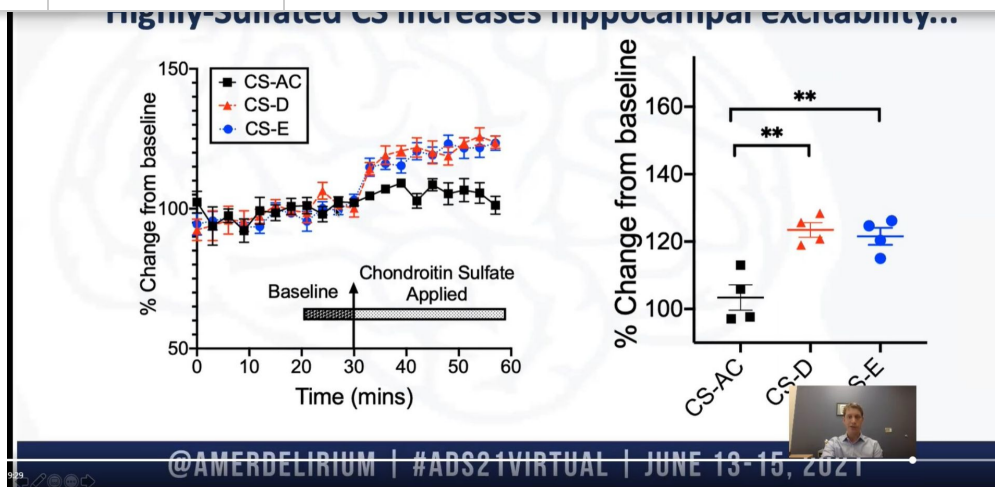 Highly-Sulfated CS increases hippocampal excitability...
150
100
50
% Change from baseline
CS-AC
CS-D
CS-E
Baseline
Chondroitin Sulfate
Applied
0 10 20 30 40 50 60
Time (mins)
% Change from baseline
160
140
120
100
**
**
CS-AC
CS-D
S-E
@AMERDELIRIUM | #ADS21VIRTUAL | JUNE 13-15, 2021
9:29